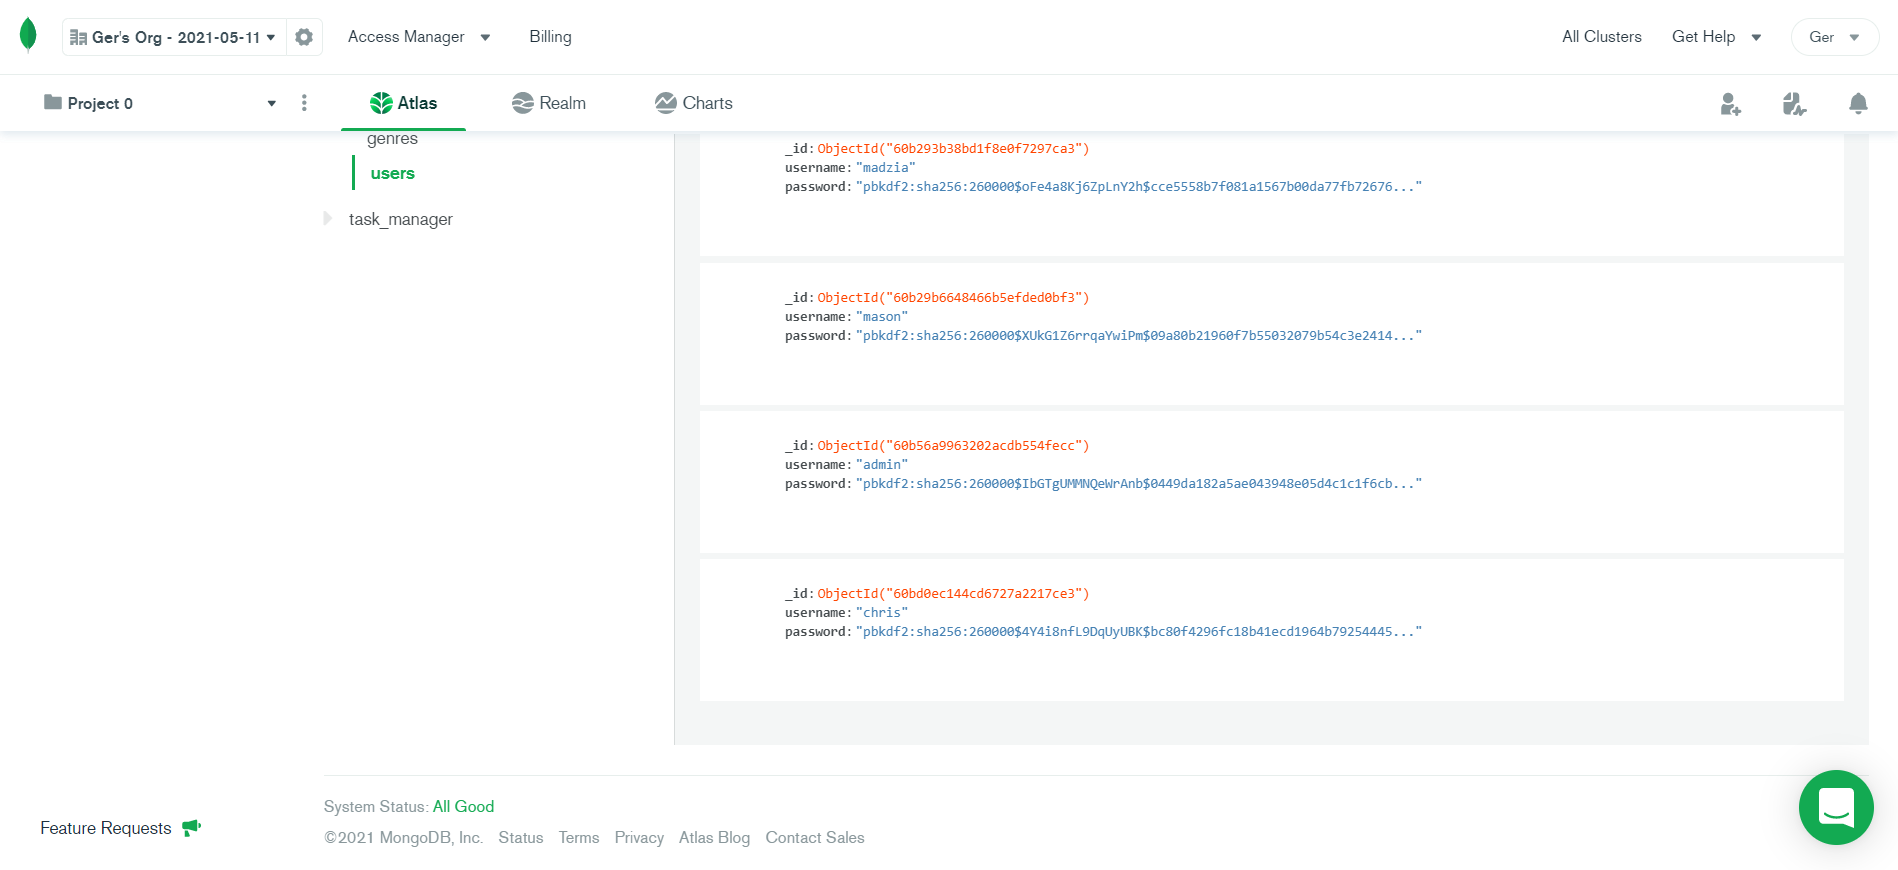 Ger's Org - 2021-05-11 Access Manager Billing All Clusters Get Help Ger
Project 0 Atlas Realm Charts
genres
users
task_manager
_id: ObjectId("60b293b38bd1f8e0f7297ca3")
username: "madzia"
password: "pbkdf2:sha256:260000$oFe4a8Kj6ZpLnY2h$cce5558b7f081a1567b00da77fb72676..."
_id: ObjectId("60b29b6648466b5efded0bf3")
username: "mason"
password: "pbkdf2:sha256:260000$XUkG1Z6rrqaYwiPm$09a80b21960f7b55032079b54c3e2414..."
_id: ObjectId("60b56a9963202acdb554fecc")
username: "admin"
password: "pbkdf2:sha256:260000$IbGTgUMMNQeWrAnb$0449da182a5ae043948e05d4c1c1f6cb..."
_id: ObjectId("60bd0ec144cd6727a2217ce3")
username: "chris"
password: "pbkdf2:sha256:260000$4Y4i8nfL9DqUyUBK$bc80f4296fc18b41ecd1964b79254445..."
System Status: All Good
Feature Requests
©2021 MongoDB, Inc. Status Terms Privacy Atlas Blog Contact Sales